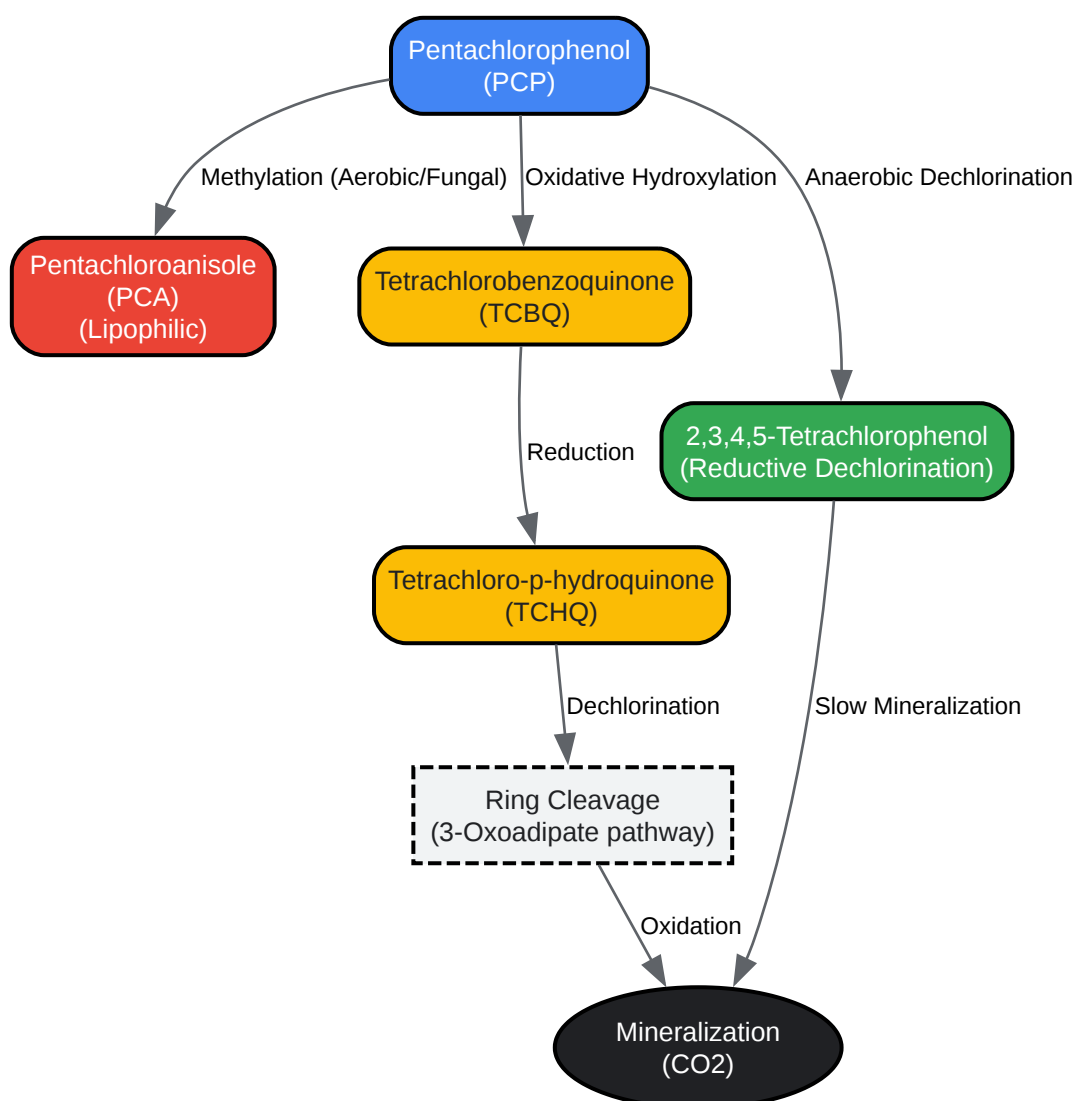 Pentachlorophenol
(PCP)
Methylation (Aerobic/Fungal)
Oxidative Hydroxylation
Anaerobic Dechlorination
Pentachloroanisole
(PCA)
(Lipophilic)
Tetrachlorobenzoquinone
(TCBQ)
Reduction
2,3,4,5-Tetrachlorophenol
(Reductive Dechlorination)
Tetrachloro-p-hydroquinone
(TCHQ)
Dechlorination
Slow Mineralization
Ring Cleavage
(3-Oxoadipate pathway)
Oxidation
Mineralization
(CO2)